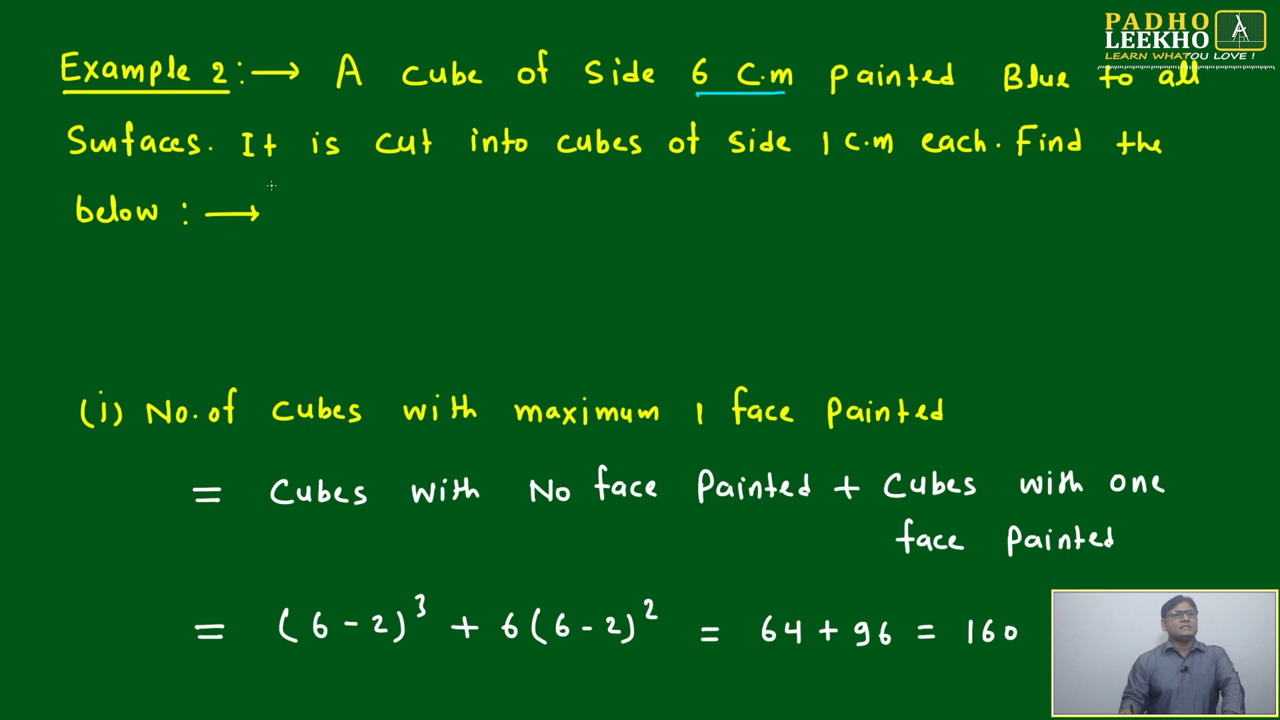 PADHO
LEEKHO
LEARN WHAT YOU LOVE !
Example 2 :→ A cube of side 6 C.m painted Blue to all
Surfaces. It is cut into cubes of side 1 C.m each. Find the
below : →
(i) No. of cubes with maximum 1 face painted
= Cubes with No face Painted + Cubes with one
face painted
= (6-2)³ + 6(6-2)² = 64 + 96 = 160